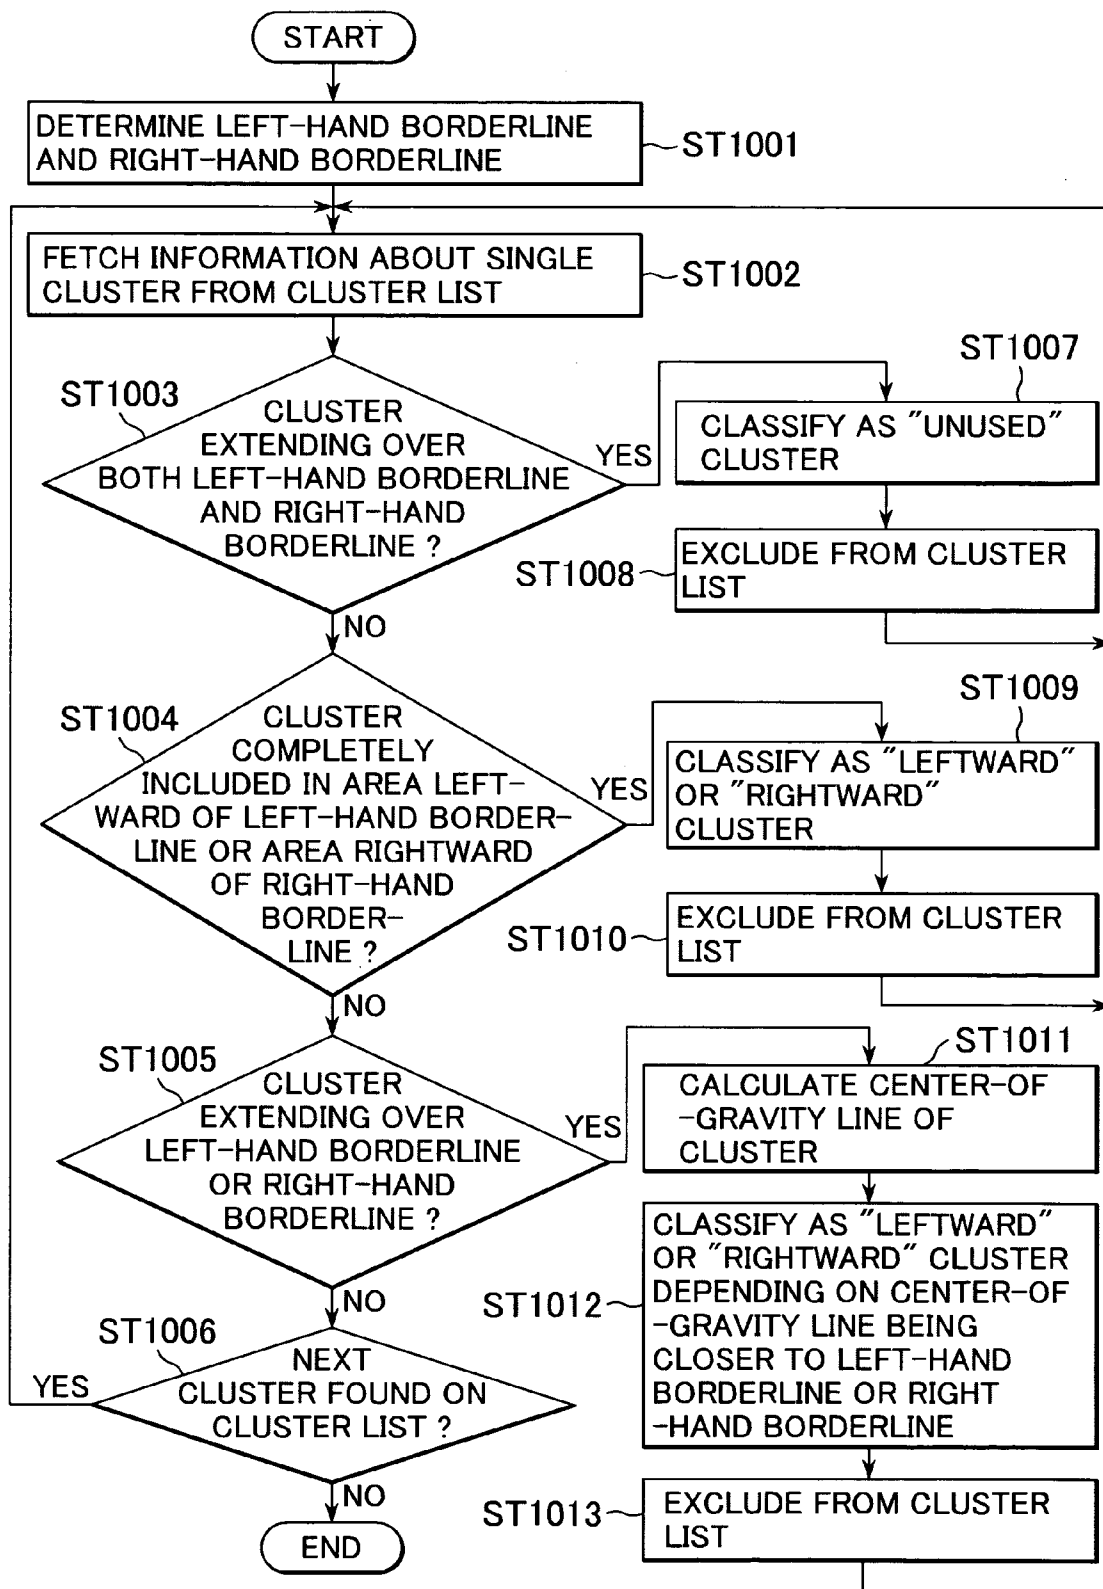 START
DETERMINE LEFT-HAND BORDERLINE
AND RIGHT-HAND BORDERLINE
ST1001
FETCH INFORMATION ABOUT SINGLE
CLUSTER FROM CLUSTER LIST
ST1002
ST1003
CLUSTER
EXTENDING OVER
BOTH LEFT-HAND BORDERLINE
AND RIGHT-HAND
BORDERLINE ?
YES
NO
ST1007
CLASSIFY AS "UNUSED"
CLUSTER
ST1008
EXCLUDE FROM CLUSTER
LIST
ST1004
CLUSTER
COMPLETELY
INCLUDED IN AREA LEFT-
WARD OF LEFT-HAND BORDER-
LINE OR AREA RIGHTWARD
OF RIGHT-HAND
BORDER-
LINE ?
YES
NO
ST1009
CLASSIFY AS "LEFTWARD"
OR "RIGHTWARD"
CLUSTER
ST1010
EXCLUDE FROM CLUSTER
LIST
ST1005
CLUSTER
EXTENDING OVER
LEFT-HAND BORDERLINE
OR RIGHT-HAND
BORDERLINE ?
YES
NO
ST1011
CALCULATE CENTER-OF
-GRAVITY LINE OF
CLUSTER
ST1012
CLASSIFY AS "LEFTWARD"
OR "RIGHTWARD" CLUSTER
DEPENDING ON CENTER-OF
-GRAVITY LINE BEING
CLOSER TO LEFT-HAND
BORDERLINE OR RIGHT
-HAND BORDERLINE
ST1013
EXCLUDE FROM CLUSTER
LIST
ST1006
NEXT
CLUSTER FOUND ON
CLUSTER LIST ?
YES
NO
END